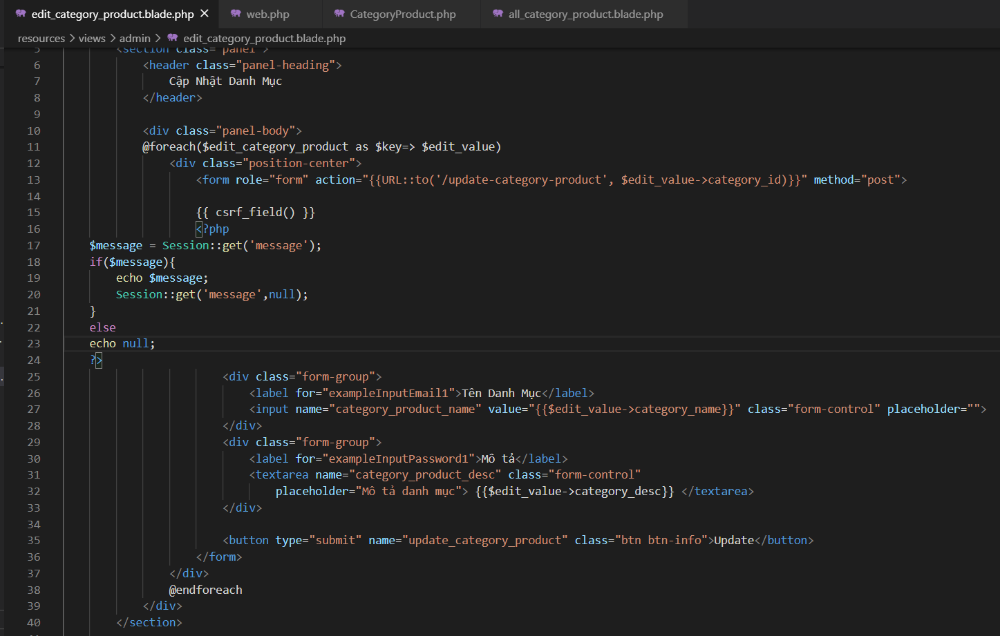 edit_category_product.blade.php × web.php CategoryProduct.php all_category_product.blade.php
resources > views > admin > edit_category_product.blade.php
5 <section class="panel">
6 <header class="panel-heading">
7 Cập Nhật Danh Mục
8 </header>
9
10 <div class="panel-body">
11 @foreach($edit_category_product as $key=> $edit_value)
12 <div class="position-center">
13 <form role="form" action="{{URL::to('/update-category-product', $edit_value->category_id)}}" method="post">
14
15 {{ csrf_field() }}
16 <?php
17 $message = Session::get('message');
18 if($message){
19 echo $message;
20 Session::get('message',null);
21 }
22 else
23 echo null;
24 ?>
25 <div class="form-group">
26 <label for="exampleInputEmail1">Tên Danh Mục</label>
27 <input name="category_product_name" value="{{$edit_value->category_name}}" class="form-control" placeholder="">
28 </div>
29 <div class="form-group">
30 <label for="exampleInputPassword1">Mô tả</label>
31 <textarea name="category_product_desc" class="form-control"
32 placeholder="Mô tả danh mục"> {{$edit_value->category_desc}} </textarea>
33 </div>
34
35 <button type="submit" name="update_category_product" class="btn btn-info">Update</button>
36 </form>
37 </div>
38 @endforeach
39 </div>
40 </section>